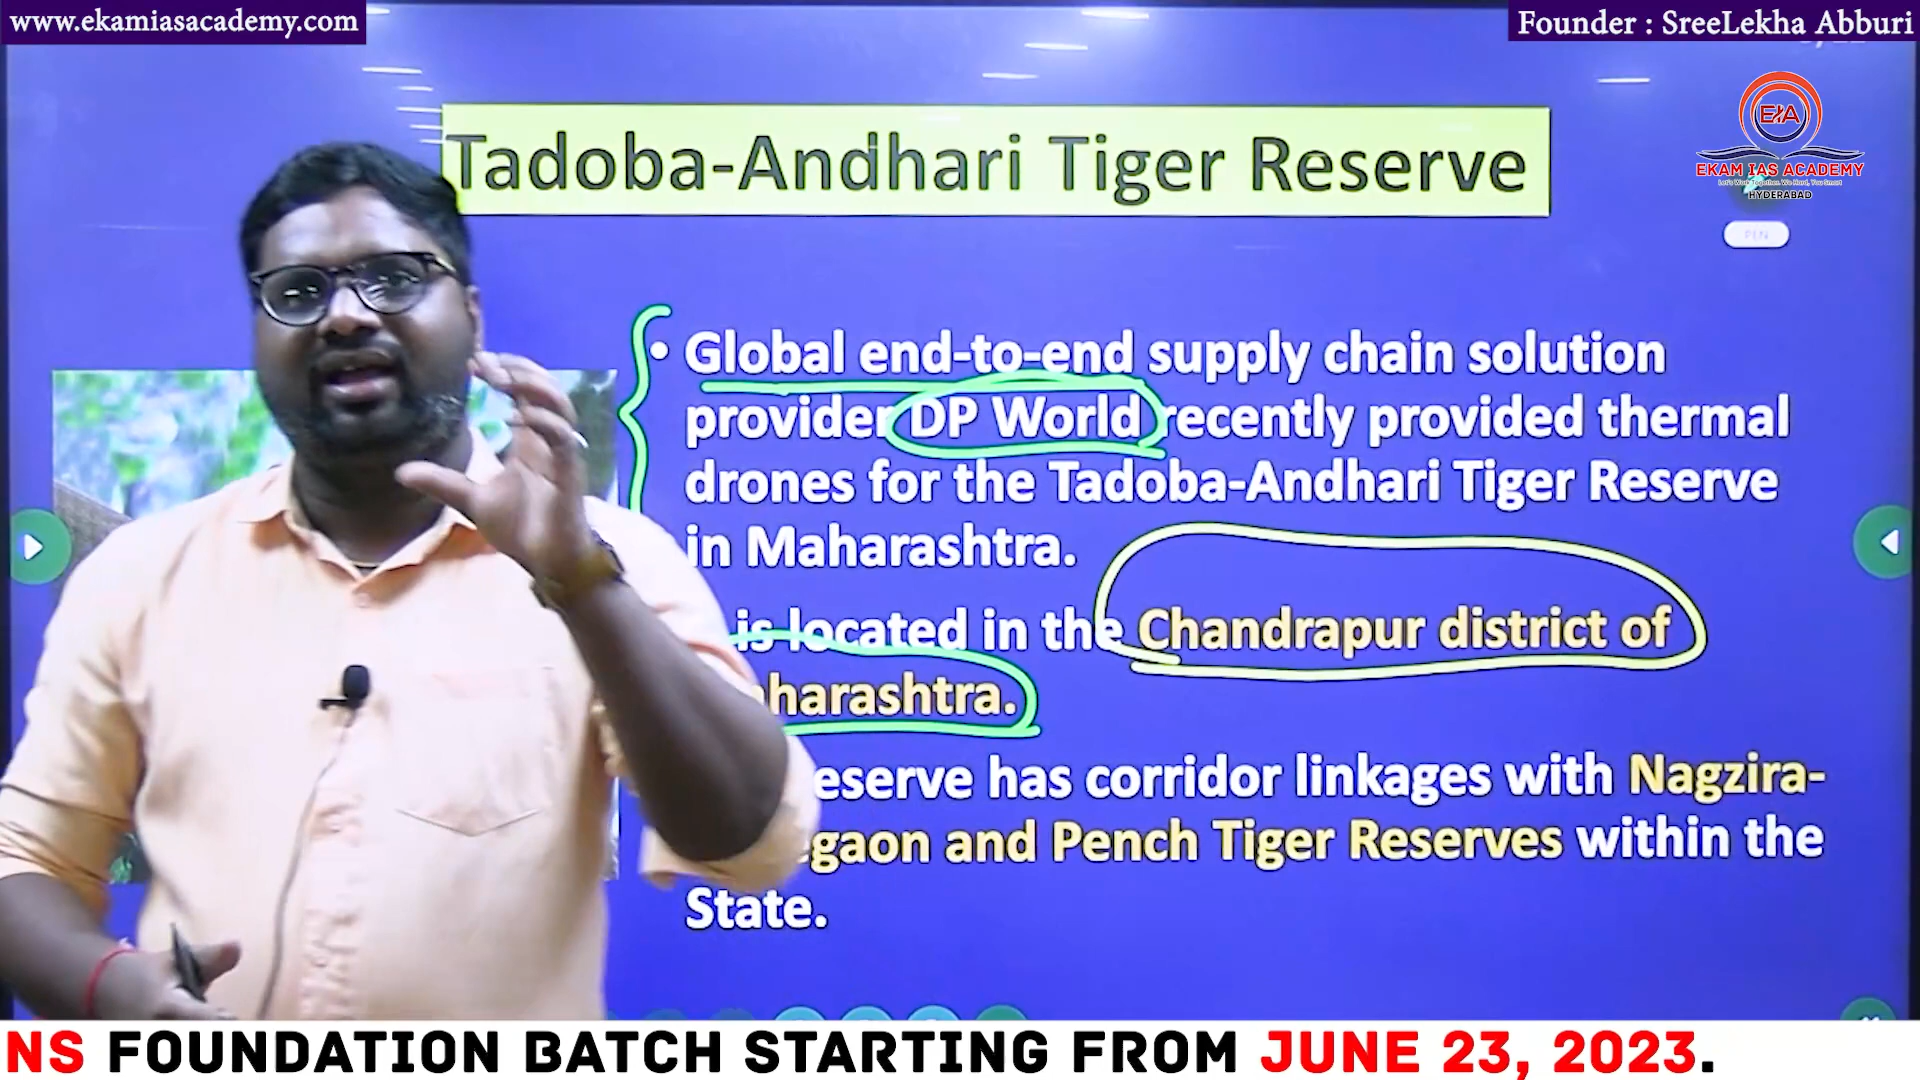 www.ekamiasacademy.com
Founder : SreeLekha Abburi
EIA
EKAM IAS ACADEMY
HYDERABAD
PEN
Tadoba-Andhari Tiger Reserve
• Global end-to-end supply chain solution
provider DP World recently provided thermal
drones for the Tadoba-Andhari Tiger Reserve
in Maharashtra.
is located in the Chandrapur district of
harashtra.
eserve has corridor linkages with Nagzira-
egaon and Pench Tiger Reserves within the
State.
NS FOUNDATION BATCH STARTING FROM JUNE 23, 2023.